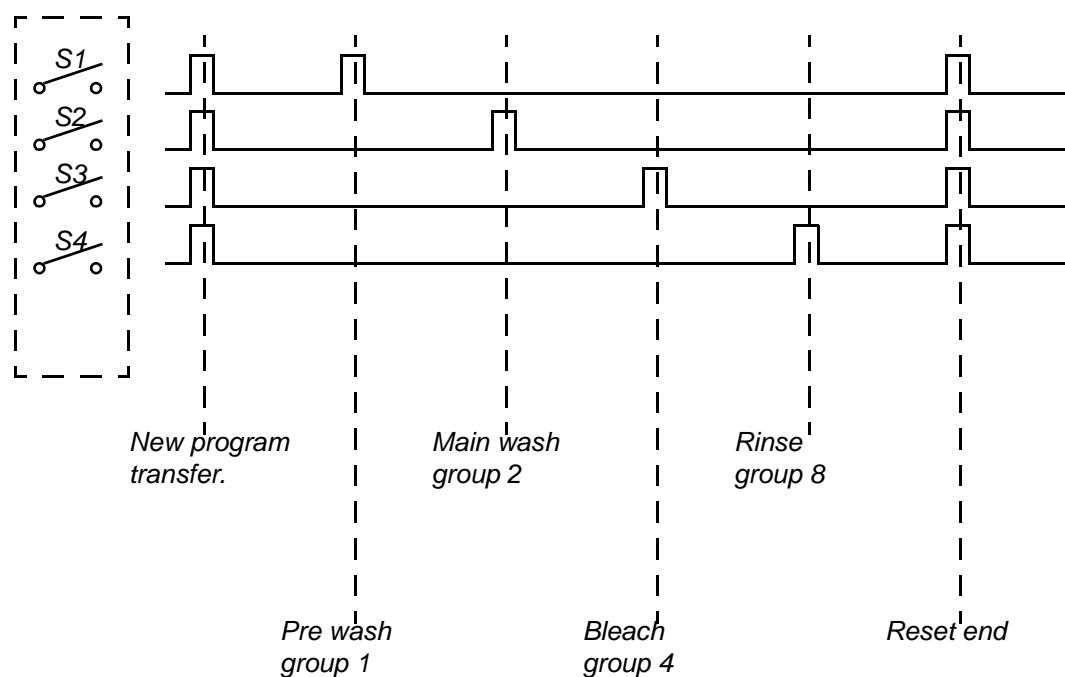 S1
S2
S3
S4
New program
transfer.
Main wash
group 2
Rinse
group 8
Pre wash
group 1
Bleach
group 4
Reset end